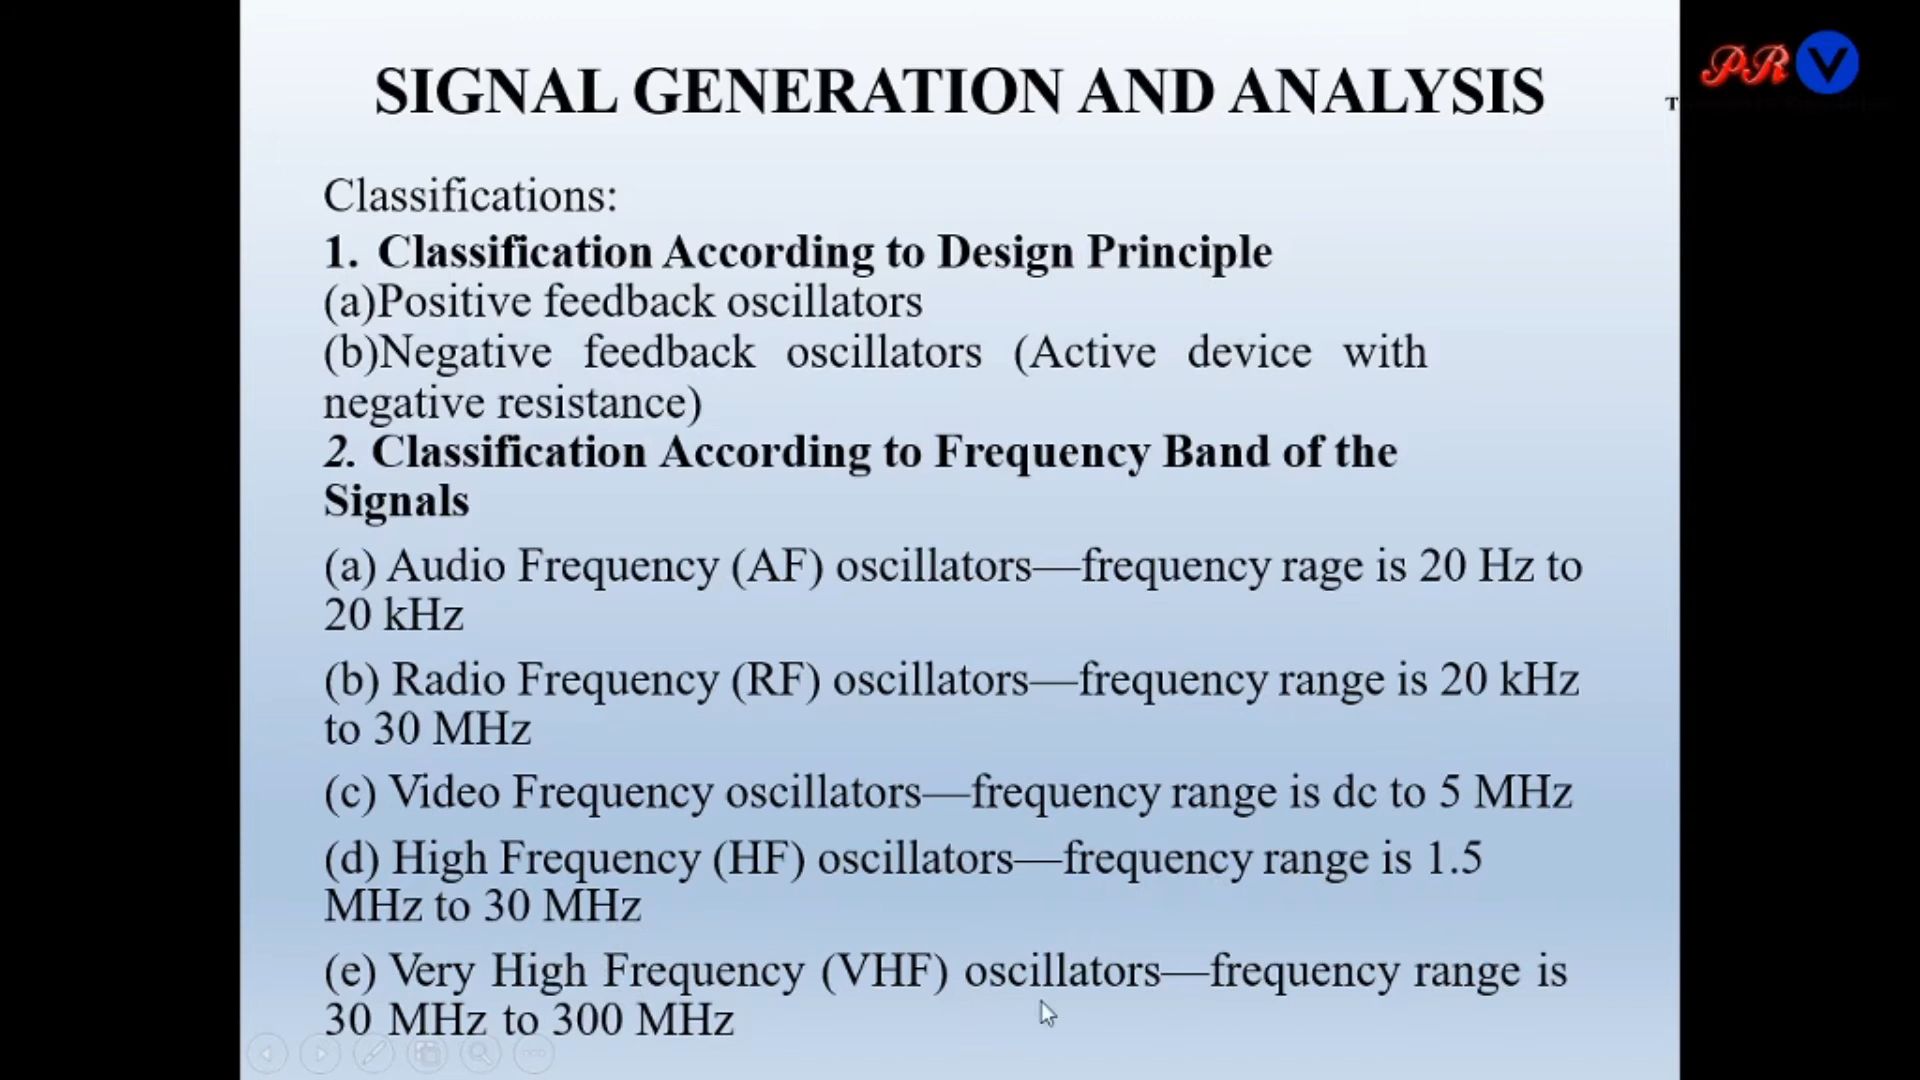 SIGNAL GENERATION AND ANALYSIS
PR V
T
Classifications:
1. Classification According to Design Principle
(a)Positive feedback oscillators
(b)Negative feedback oscillators (Active device with
negative resistance)
2. Classification According to Frequency Band of the
Signals
(a) Audio Frequency (AF) oscillators—frequency rage is 20 Hz to
20 kHz
(b) Radio Frequency (RF) oscillators—frequency range is 20 kHz
to 30 MHz
(c) Video Frequency oscillators—frequency range is dc to 5 MHz
(d) High Frequency (HF) oscillators—frequency range is 1.5
MHz to 30 MHz
(e) Very High Frequency (VHF) oscillators—frequency range is
30 MHz to 300 MHz